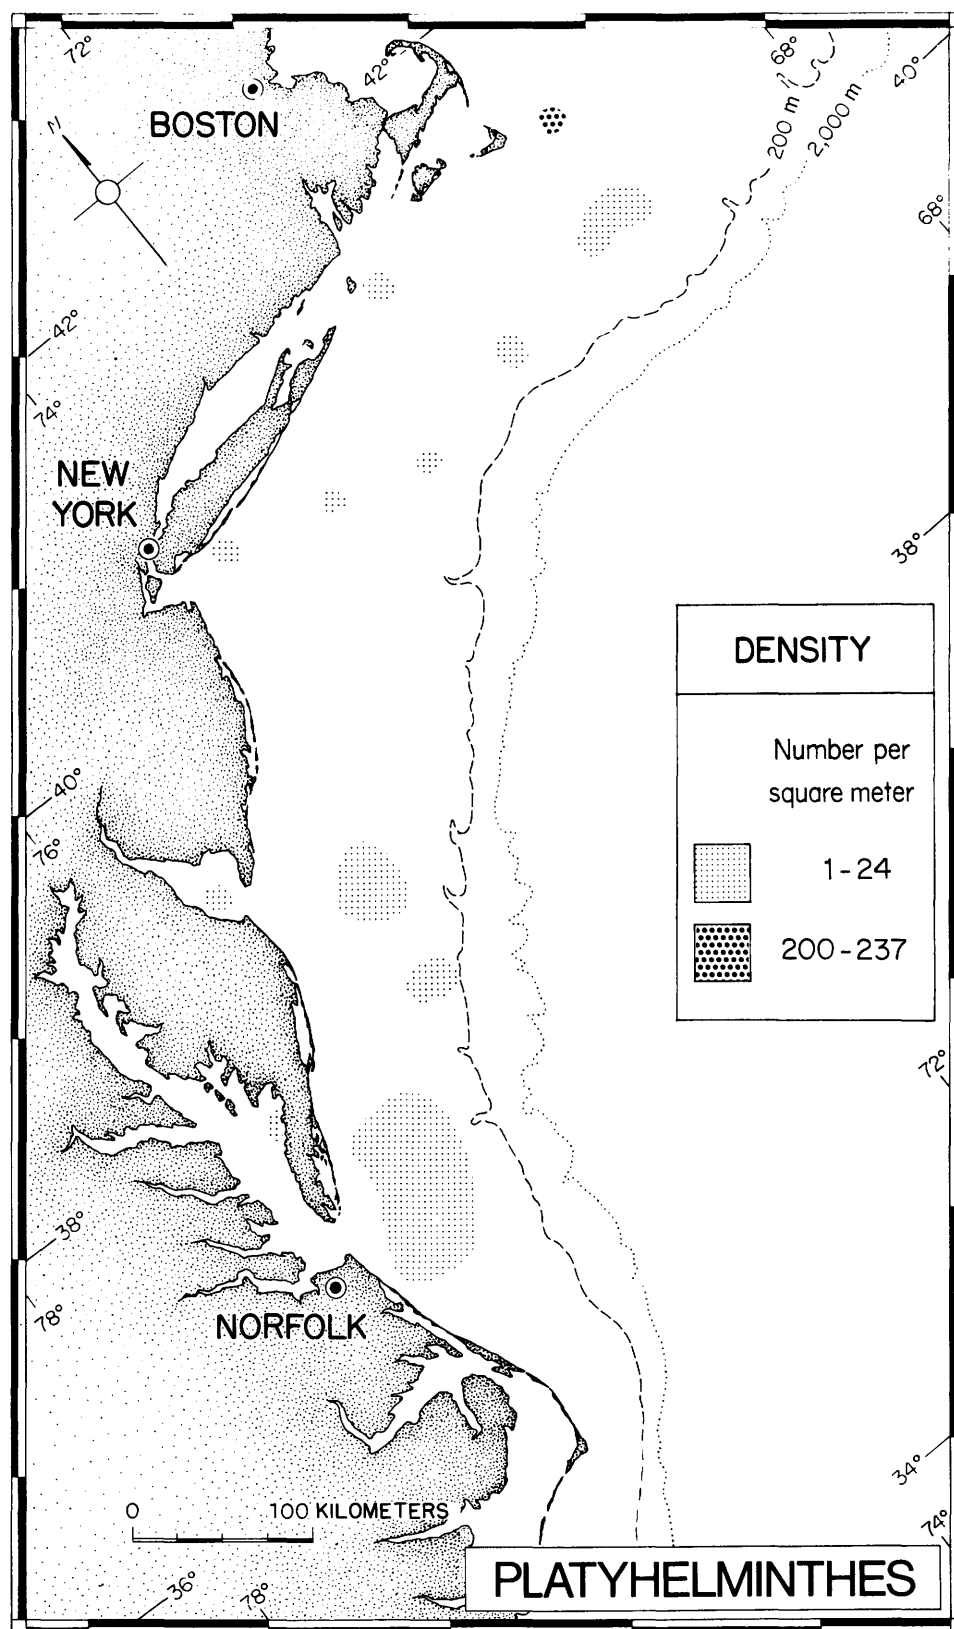 72°
42°
68°
40°
BOSTON
N
200 m
2,000 m
68°
42°
74°
NEW
YORK
38°
DENSITY
Number per
square meter
1-24
200-237
40°
76°
72°
38°
78°
NORFOLK
34°
74°
0 100 KILOMETERS
36°
78°
PLATYHELMINTHES